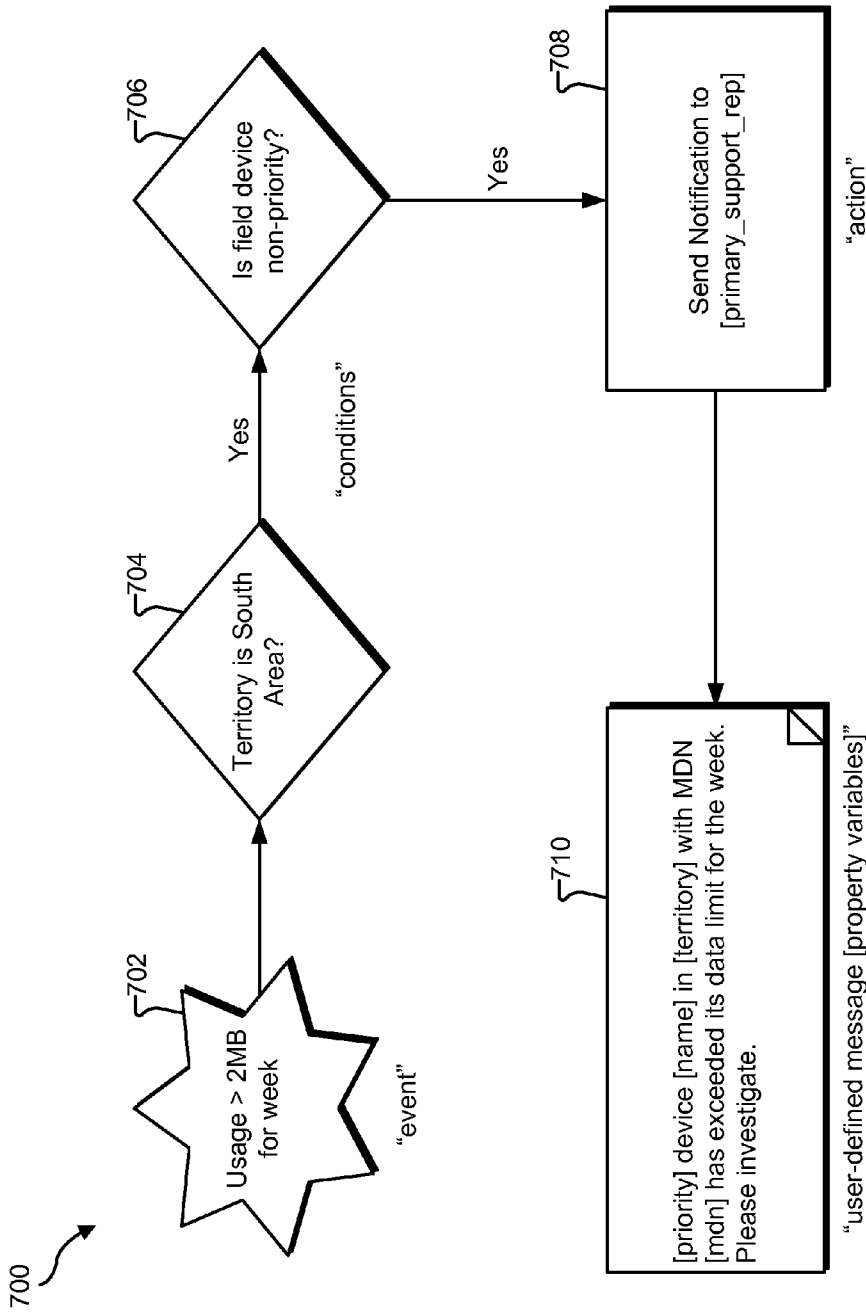 700
702
Usage > 2MB
for week
“event”
704
Territory is South
Area?
Yes
“conditions”
706
Is field device
non-priority?
Yes
708
Send Notification to
[primary_support_rep]
“action”
710
[priority] device [name] in [territory] with MDN
[mdn] has exceeded its data limit for the week.
Please investigate.
“user-defined message [property variables]”